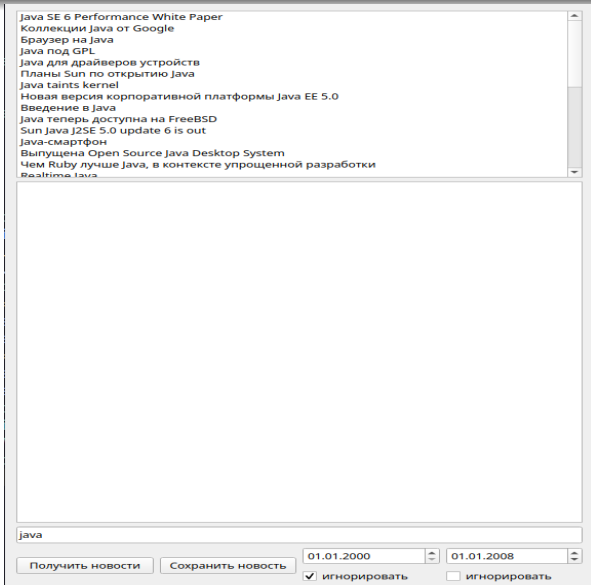 Java SE 6 Performance White Paper
Коллекции Java от Google
Браузер на Java
Java под GPL
Java для драйверов устройств
Планы Sun по открытию Java
Java taints kernel
Новая версия корпоративной платформы Java EE 5.0
Введение в Java
Java теперь доступна на FreeBSD
Sun Java J2SE 5.0 update 6 is out
Java-смартфон
Выпущена Open Source Java Desktop System
Чем Ruby лучше Java, в контексте упрощенной разработки
Realtime Java
java
Получить новости Сохранить новость 01.01.2000 01.01.2008
игнорировать игнорировать